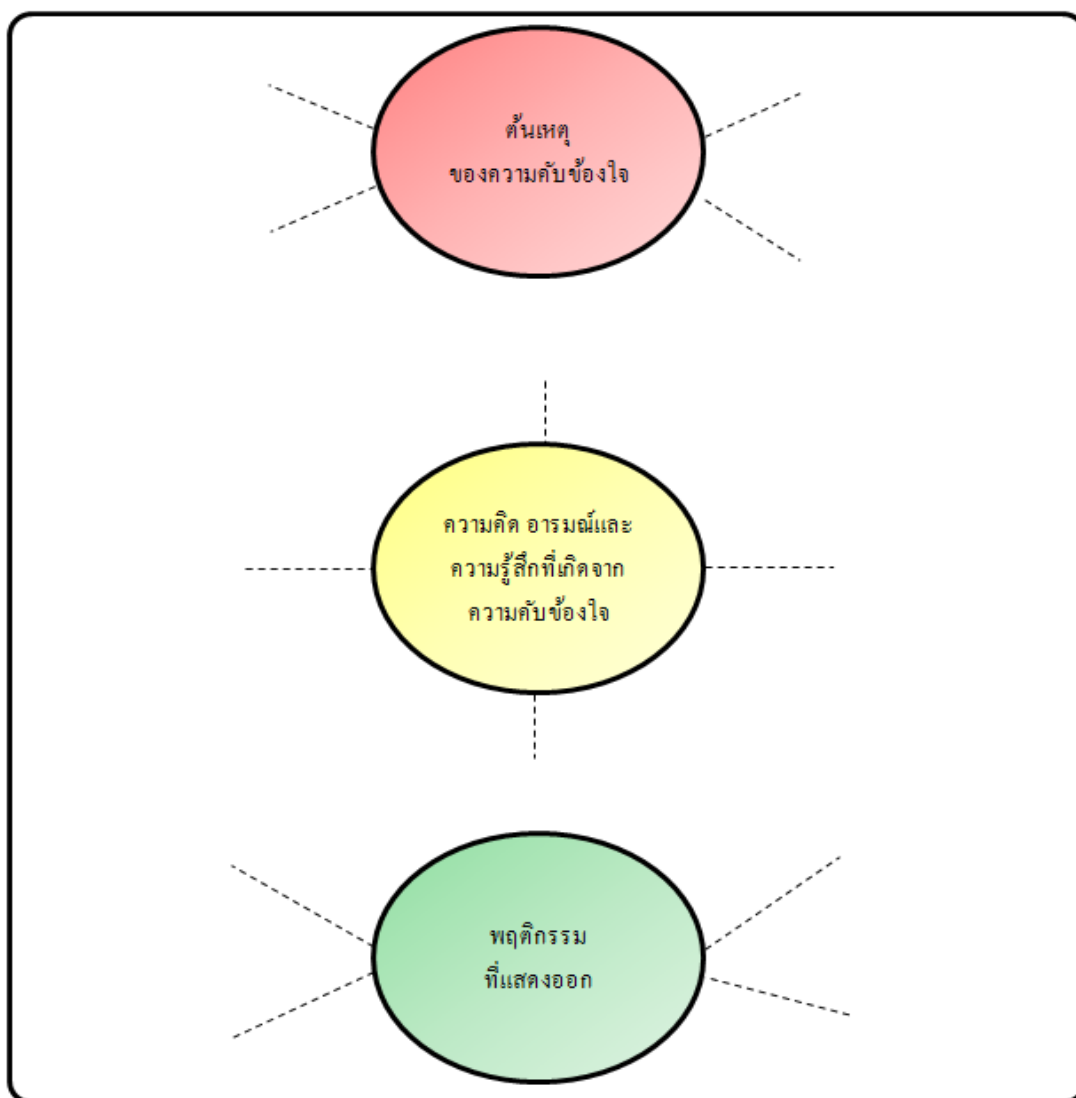 ต้นเหตุ
ของความคับข้องใจ
ความคิด อารมณ์และ
ความรู้สึกที่เกิดจาก
ความคับข้องใจ
พฤติกรรม
ที่แสดงออก